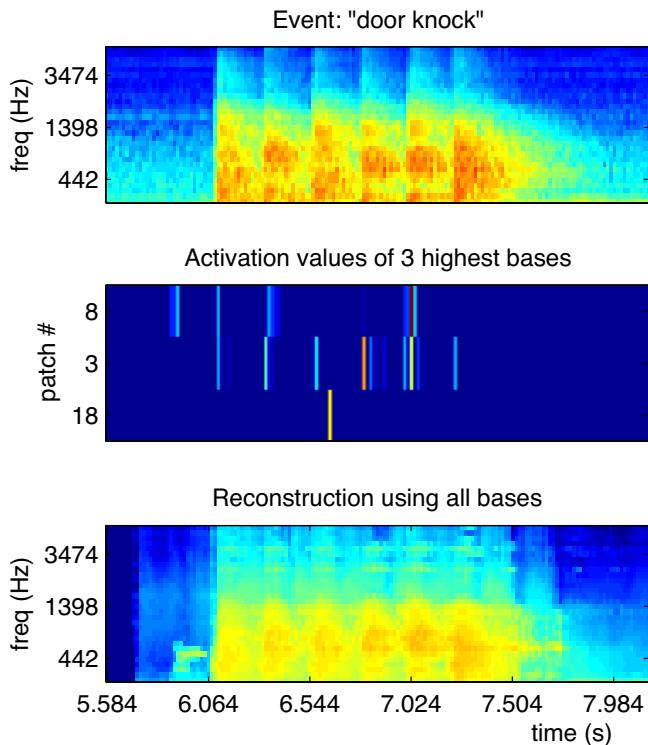 Event: "door knock"
freq (Hz)
3474
1398
442
Activation values of 3 highest bases
patch #
8
3
18
Reconstruction using all bases
freq (Hz)
3474
1398
442
5.584 6.064 6.544 7.024 7.504 7.984
time (s)